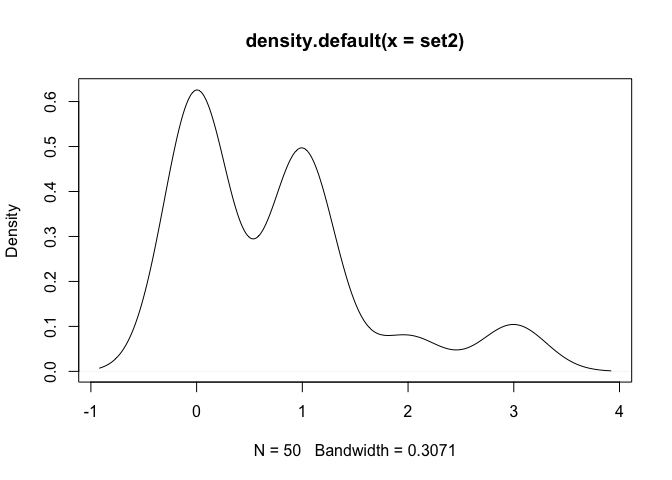 density.default(x = set2)
Density
0.6
0.5
0.4
0.3
0.2
0.1
0.0
-1 0 1 2 3 4
N = 50 Bandwidth = 0.3071